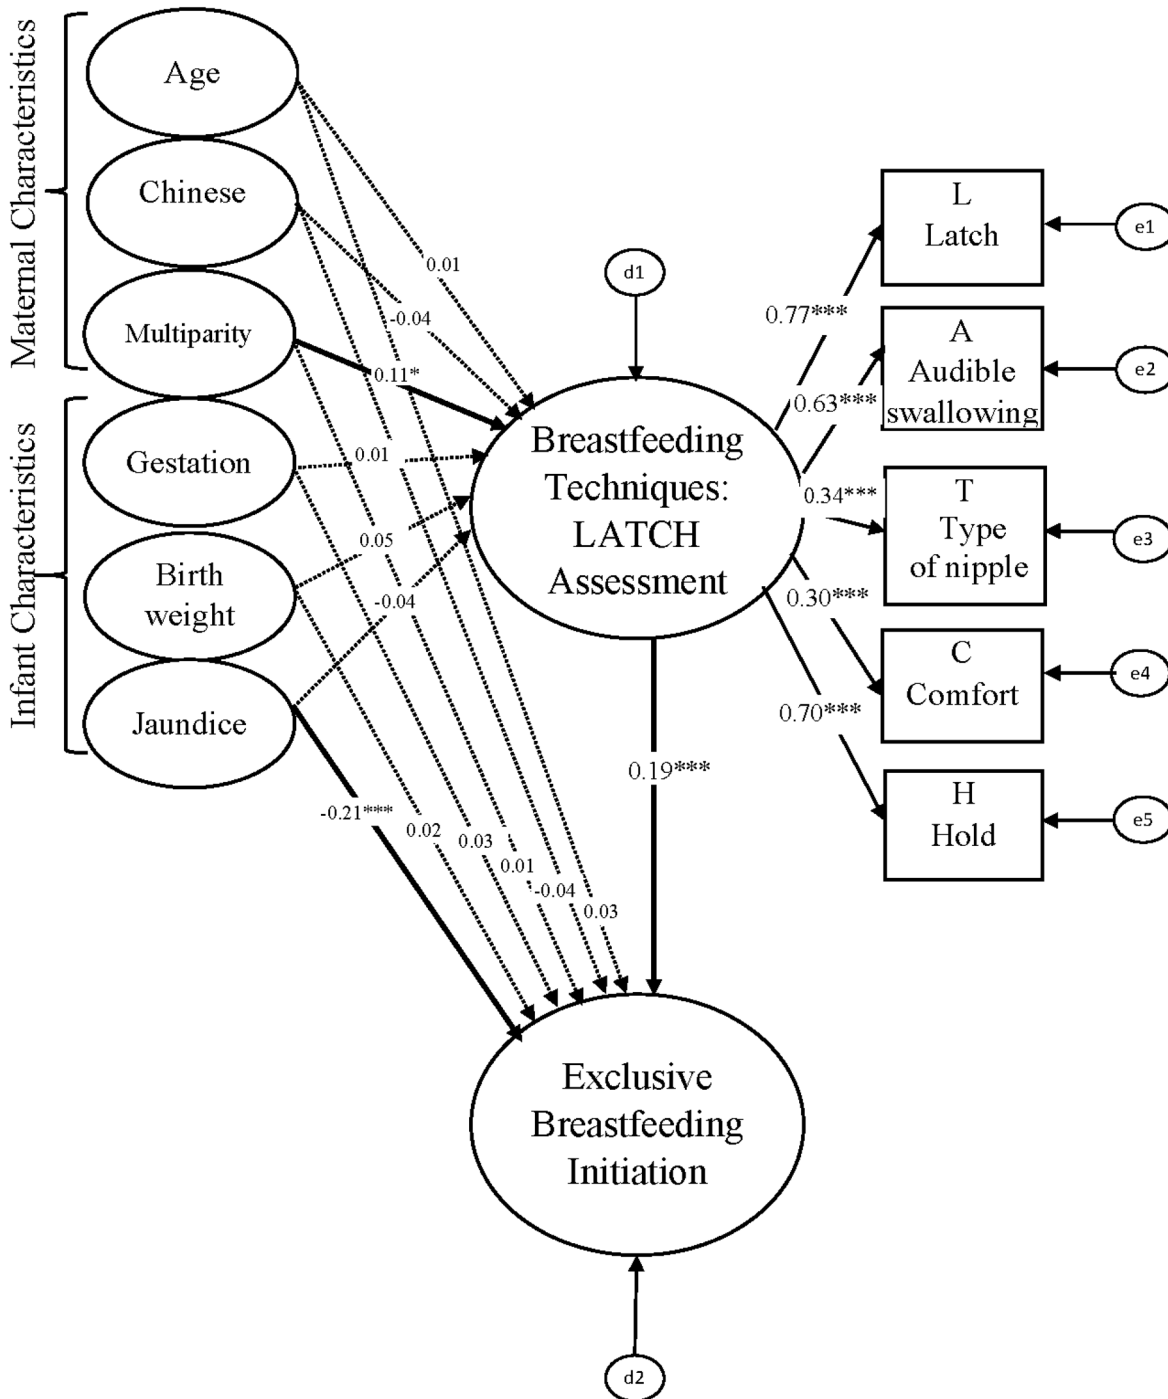 Maternal Characteristics
Infant Characteristics
Age
Chinese
Multiparity
Gestation
Birth
weight
Jaundice
0.01
-0.04
0.11*
0.01
0.05
-0.04
d1
Breastfeeding
Techniques:
LATCH
Assessment
0.77***
0.63***
0.34***
0.30***
0.70***
L
Latch
A
Audible
swallowing
T
Type
of nipple
C
Comfort
H
Hold
e1
e2
e3
e4
e5
0.19***
-0.21***
0.02
0.03
0.01
-0.04
0.03
Exclusive
Breastfeeding
Initiation
d2